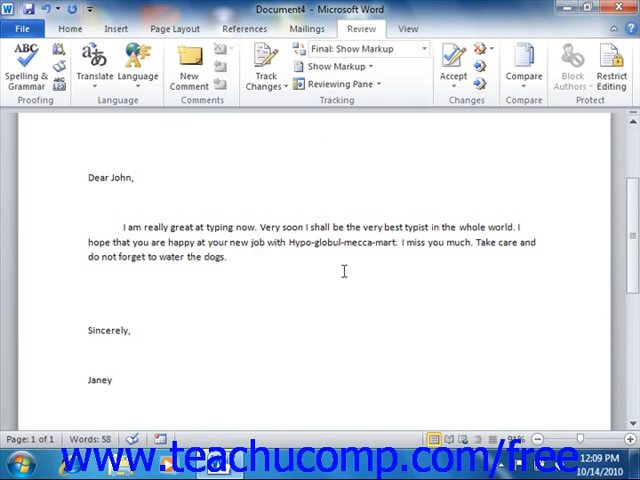 Document4 - Microsoft Word
File Home Insert Page Layout References Mailings Review View
ABC
Spelling & Grammar
Translate
Language
New Comment
Track Changes
Final: Show Markup
Show Markup
Reviewing Pane
Accept
Compare
Block Authors
Restrict Editing
Proofing Language Comments Tracking Changes Compare Protect
Dear John,
I am really great at typing now. Very soon I shall be the very best typist in the whole world. I
hope that you are happy at your new job with Hypo-globul-mecca-mart. I miss you much. Take care and
do not forget to water the dogs.
Sincerely,
Janey
Page: 1 of 1 Words: 58 91%
www.teachucomp.com/free
12:09 PM
10/14/2010